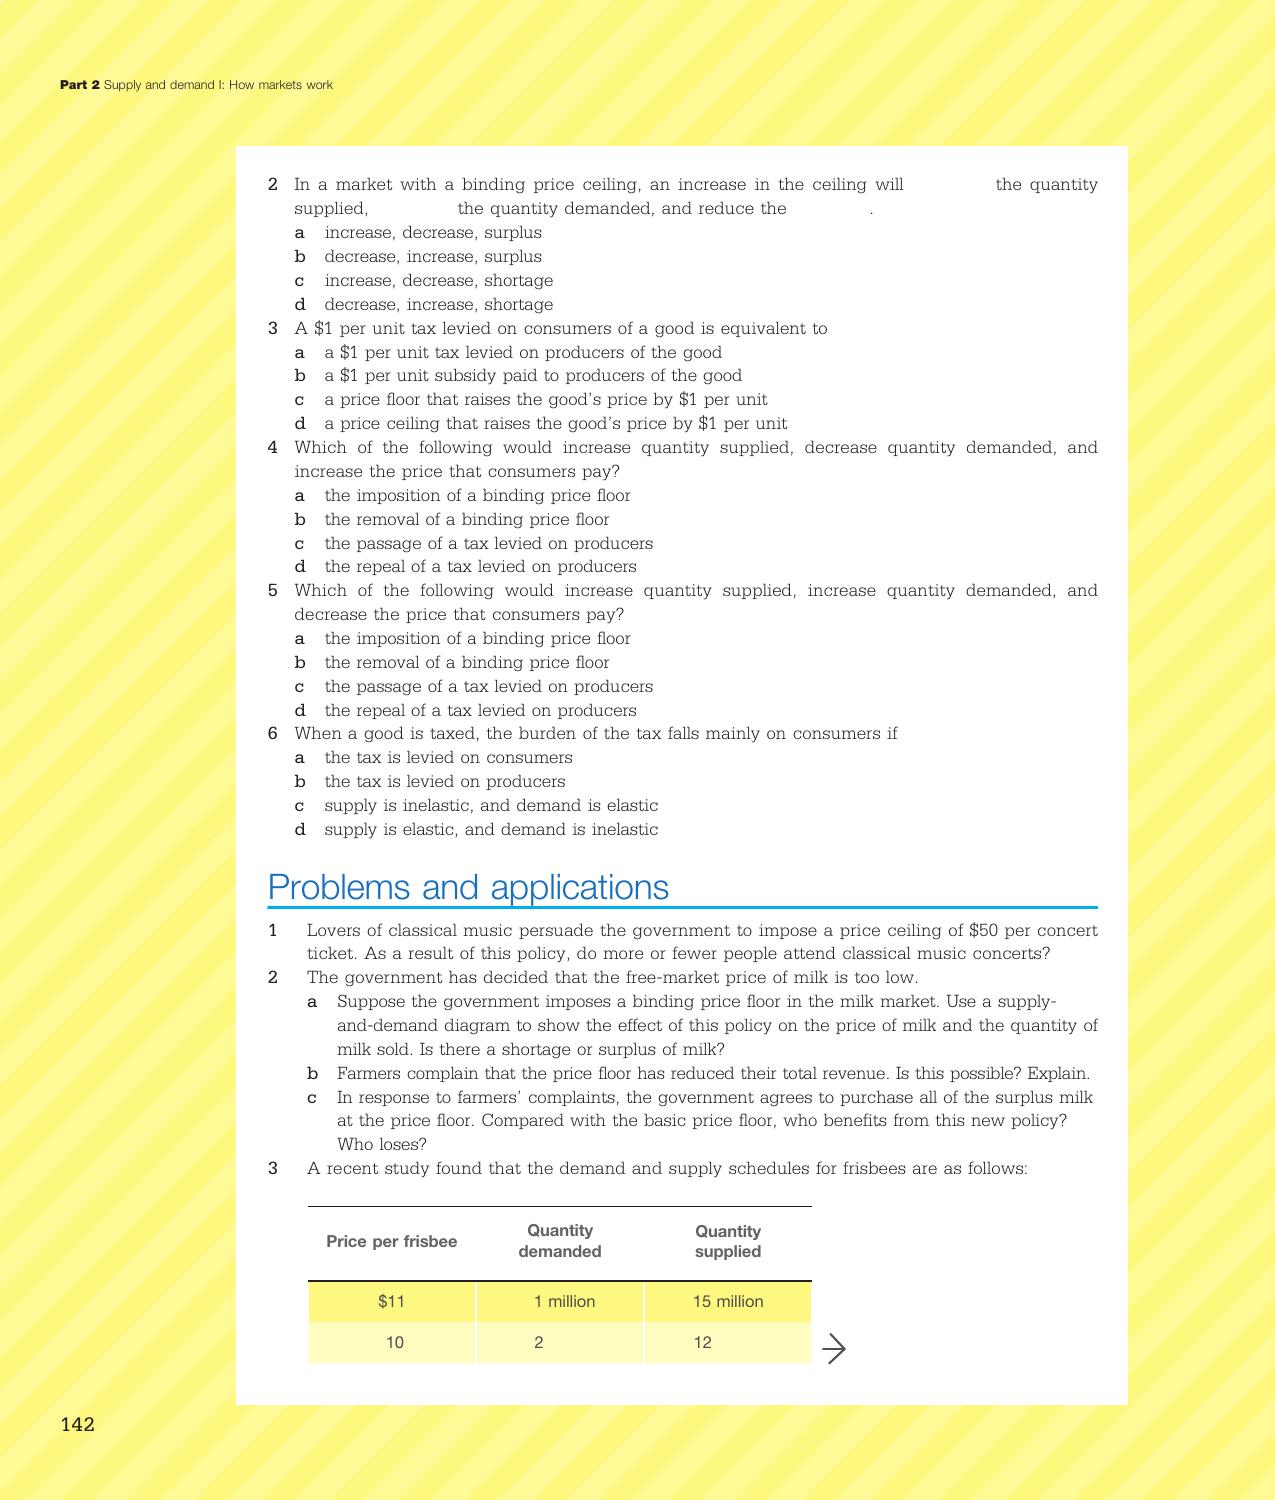 Part 2 Supply and demand I: How markets work
2 In a market with a binding price ceiling, an increase in the ceiling will the quantity
supplied, the quantity demanded, and reduce the .
a increase, decrease, surplus
b decrease, increase, surplus
c increase, decrease, shortage
d decrease, increase, shortage
3 A $1 per unit tax levied on consumers of a good is equivalent to
a a $1 per unit tax levied on producers of the good
b a $1 per unit subsidy paid to producers of the good
c a price floor that raises the good's price by $1 per unit
d a price ceiling that raises the good's price by $1 per unit
4 Which of the following would increase quantity supplied, decrease quantity demanded, and
increase the price that consumers pay?
a the imposition of a binding price floor
b the removal of a binding price floor
c the passage of a tax levied on producers
d the repeal of a tax levied on producers
5 Which of the following would increase quantity supplied, increase quantity demanded, and
decrease the price that consumers pay?
a the imposition of a binding price floor
b the removal of a binding price floor
c the passage of a tax levied on producers
d the repeal of a tax levied on producers
6 When a good is taxed, the burden of the tax falls mainly on consumers if
a the tax is levied on consumers
b the tax is levied on producers
c supply is inelastic, and demand is elastic
d supply is elastic, and demand is inelastic
Problems and applications
1 Lovers of classical music persuade the government to impose a price ceiling of $50 per concert
ticket. As a result of this policy, do more or fewer people attend classical music concerts?
2 The government has decided that the free-market price of milk is too low.
a Suppose the government imposes a binding price floor in the milk market. Use a supply-
and-demand diagram to show the effect of this policy on the price of milk and the quantity of
milk sold. Is there a shortage or surplus of milk?
b Farmers complain that the price floor has reduced their total revenue. Is this possible? Explain.
c In response to farmers' complaints, the government agrees to purchase all of the surplus milk
at the price floor. Compared with the basic price floor, who benefits from this new policy?
Who loses?
3 A recent study found that the demand and supply schedules for frisbees are as follows:
Price per frisbee Quantity demanded Quantity supplied
$11 1 million 15 million
10 2 12
142